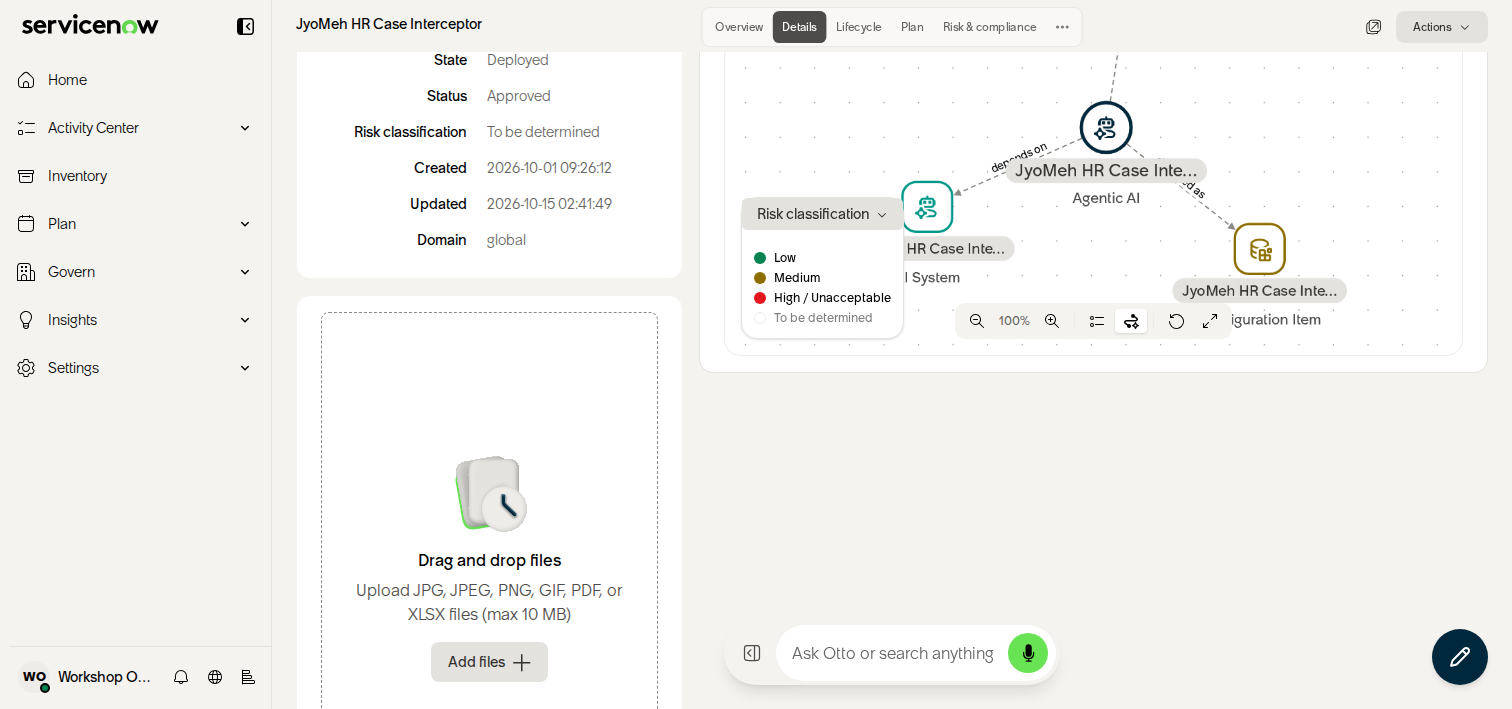 servicenow
Home
Activity Center
Inventory
Plan
Govern
Insights
Settings
WO
Workshop O...
JyoMeh HR Case Interceptor
Overview
Details
Lifecycle
Plan
Risk & compliance
Actions
State Deployed
Status Approved
Risk classification To be determined
Created 2026-10-01 09:26:12
Updated 2026-10-15 02:41:49
Domain global
Drag and drop files
Upload JPG, JPEG, PNG, GIF, PDF, or
XLSX files (max 10 MB)
Add files
depends on
JyoMeh HR Case Inte...
Agentic AI
HR Case Inte...
System
JyoMeh HR Case Inte...
guration Item
Risk classification
Low
Medium
High / Unacceptable
To be determined
100%
Ask Otto or search anything